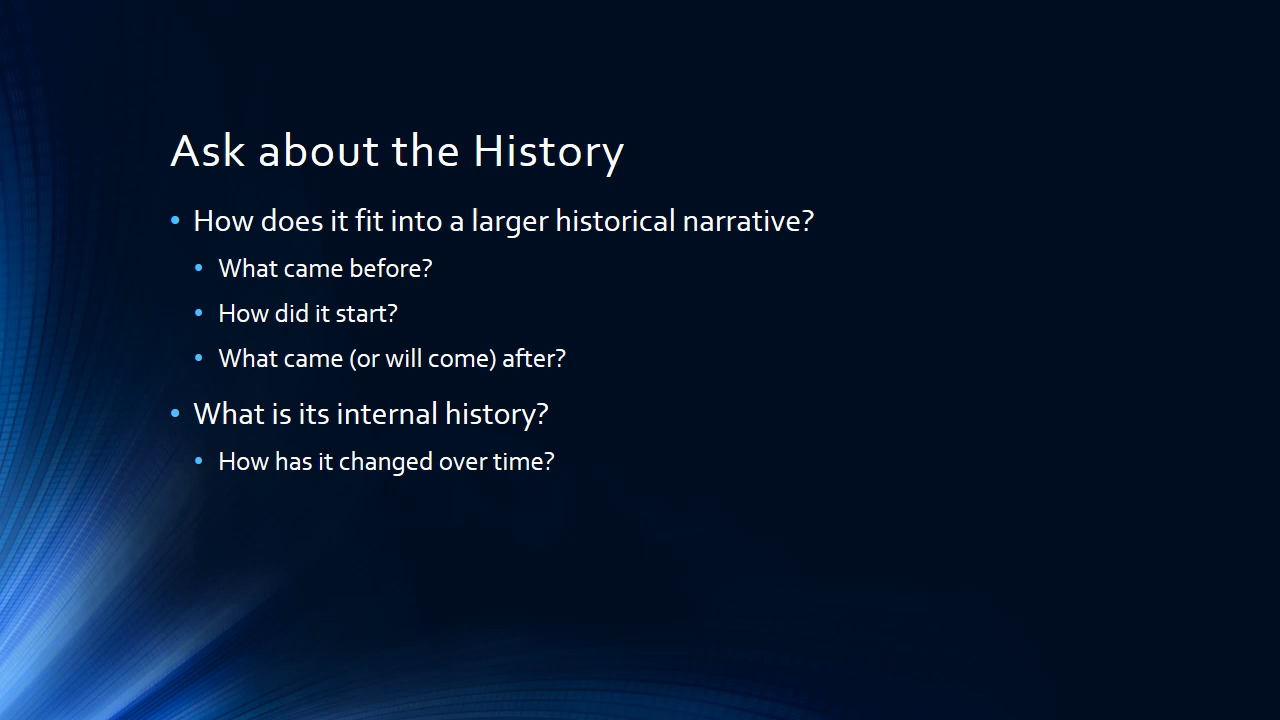 Ask about the History
• How does it fit into a larger historical narrative?
• What came before?
• How did it start?
• What came (or will come) after?
• What is its internal history?
• How has it changed over time?